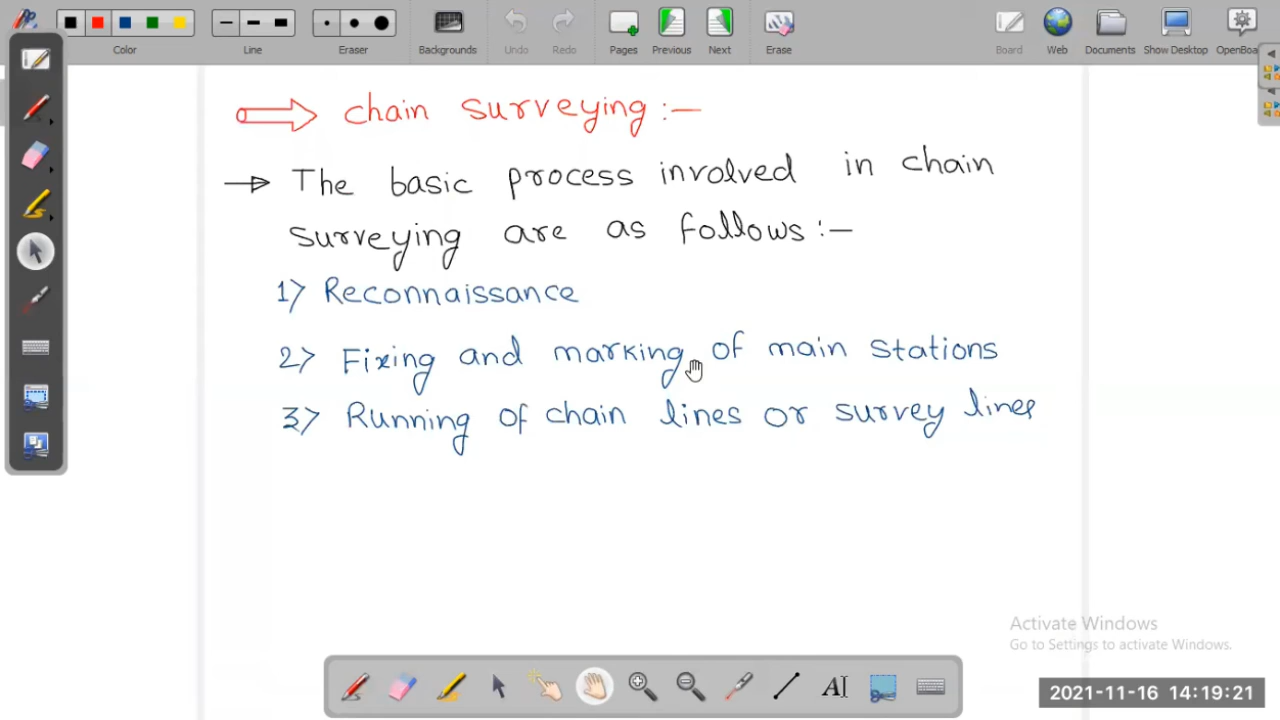 Color
Line
Eraser
Backgrounds
Undo
Redo
Pages
Previous
Next
Erase
Board
Web
Documents
Show Desktop
OpenBoa
chain surveying :-
The basic process involved in chain
surveying are as follows :-
1) Reconnaissance
2) Fixing and marking of main stations
3) Running of chain lines or survey lines
Activate Windows
Go to Settings to activate Windows.
AI
2021-11-16 14:19:21